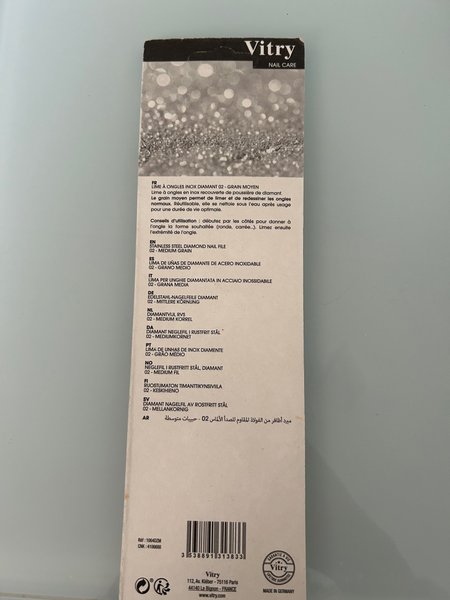 Vitry
NAIL CARE
FR
LIME À ONGLES INOX DIAMANT 02 - GRAIN MOYEN
Lime à ongles en inox recouverte de poussière de diamant.
Le grain moyen permet de limer et de redessiner les ongles
normaux. Réutilisable, elle se nettoie sous l'eau après usage
pour une durée de vie optimale.
Conseils d'utilisation : débutez par les côtés pour donner à
l'ongle la forme souhaitée (ronde, carrée...). Limez ensuite
l'extrémité de l'ongle.
EN
STAINLESS STEEL DIAMOND NAIL FILE
02 - MEDIUM GRAIN
ES
LIMA DE UÑAS DE DIAMANTE DE ACERO INOXIDABLE
02 - GRANO MEDIO
IT
LIMA PER UNGHIE DIAMANTATA IN ACCIAIO INOSSIDABILE
02 - GRANA MEDIA
DE
EDELSTAHL-NAGELFEILE DIAMANT
02 - MITTLERE KÖRNUNG
NL
DIAMANTVIJL RVS
02 - MEDIUM KORREL
DA
DIAMANT NEGLEFIL I RUSTFRIT STÅL
02 - MEDIUMKORNET
PT
LIMA DE UNHAS DE INOX DIAMANTE
02 - GRÃO MÉDIO
NO
NEGLEFIL I RUSTFRITT STÅL, DIAMANT
02 - MEDIUM FIL
FI
RUOSTUMATON TIMANTTIKYNSIVIILA
02 - KESKIHIENO
SV
DIAMANT NAGELFIL AV ROSTFRITT STÅL
02 - MELLANKORNIG
AR مبرد أظافر من الفولاذ المقاوم للصدأ الألماس 02 - حبيبات متوسطة
3 538891 313833
Vitry
112, Av. Kléber - 75116 Paris
44140 Le Bignon - FRANCE
www.vitry.com
Vitry
MADE IN GERMANY